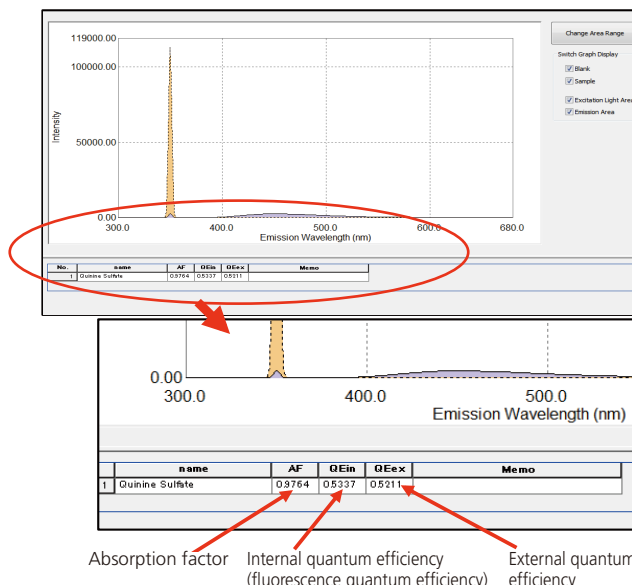 119000.00
100000.00
50000.00
0.00
Intensity
300.0 400.0 500.0 600.0 680.0
Emission Wavelength (nm)
Change Area Range
Switch Graph Display
Blank
Sample
Excitation Light Area
Emission Area
No. name AF QEin QEex Memo
1 Quinine Sulfate 0.9764 0.5337 0.5211
0.00
300.0 400.0 500.0
Emission Wavelength (nm)
name AF QEin QEex Memo
1 Quinine Sulfate 0.9764 0.5337 0.5211
Absorption factor
Internal quantum efficiency
(fluorescence quantum efficiency)
External quantum
efficiency